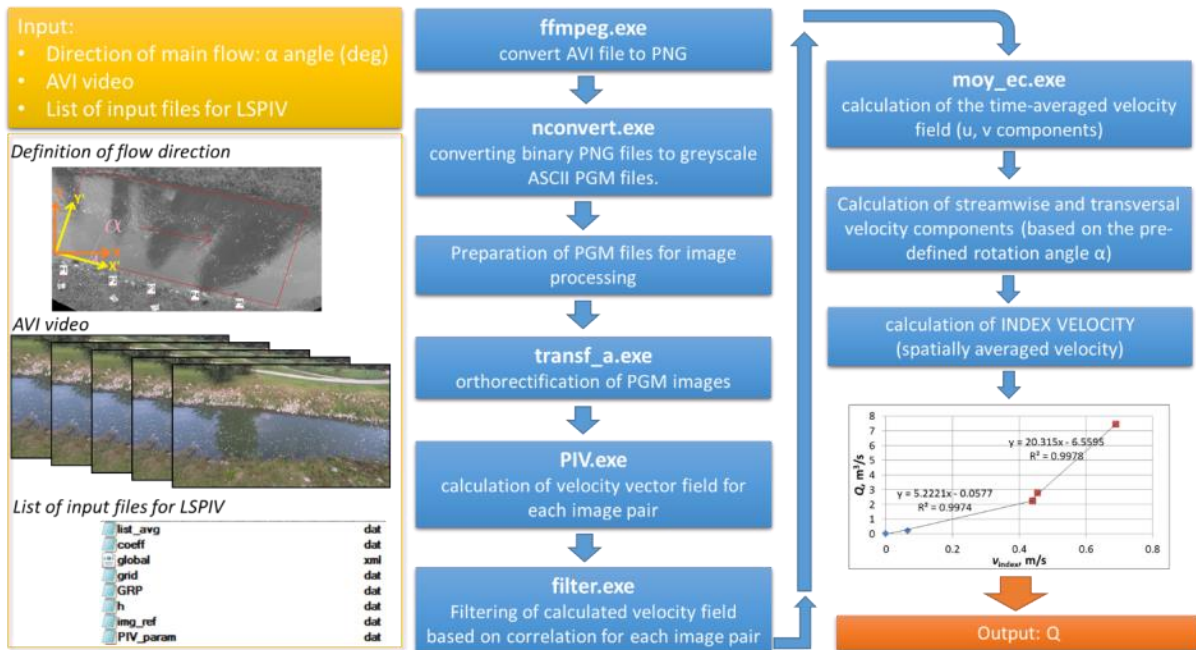 Input:
• Direction of main flow: α angle (deg)
• AVI video
• List of input files for LSPIV
Definition of flow direction
Y'
α
X'
AVI video
List of input files for LSPIV
list_avg dat
coeff dat
global xml
grid dat
GRP dat
h dat
img_ref dat
PIV_param dat
ffmpeg.exe
convert AVI file to PNG
nconvert.exe
converting binary PNG files to greyscale
ASCII PGM files.
Preparation of PGM files for image
processing
transf_a.exe
orthorectification of PGM images
PIV.exe
calculation of velocity vector field for
each image pair
filter.exe
Filtering of calculated velocity field
based on correlation for each image pair
moy_ec.exe
calculation of the time-averaged velocity
field (u, v components)
Calculation of streamwise and transversal
velocity components (based on the pre-
defined rotation angle α)
calculation of INDEX VELOCITY
(spatially averaged velocity)
Q, m³/s
8
7
6
5
4
3
2
1
0
y = 20.315x - 6.5595
R² = 0.9978
y = 5.2221x - 0.0577
R² = 0.9974
0 0.2 0.4 0.6 0.8
vindex, m/s
Output: Q